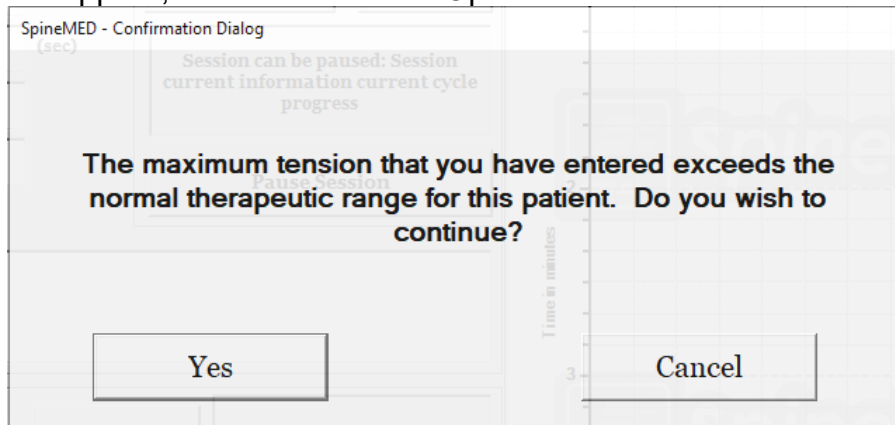 SpineMED - Confirmation Dialog
(sec)
Session can be paused: Session
current information current cycle
progress
The maximum tension that you have entered exceeds the
Pause Session
2
normal therapeutic range for this patient.  Do you wish to
continue?
Time in minutes
Yes
3
Cancel